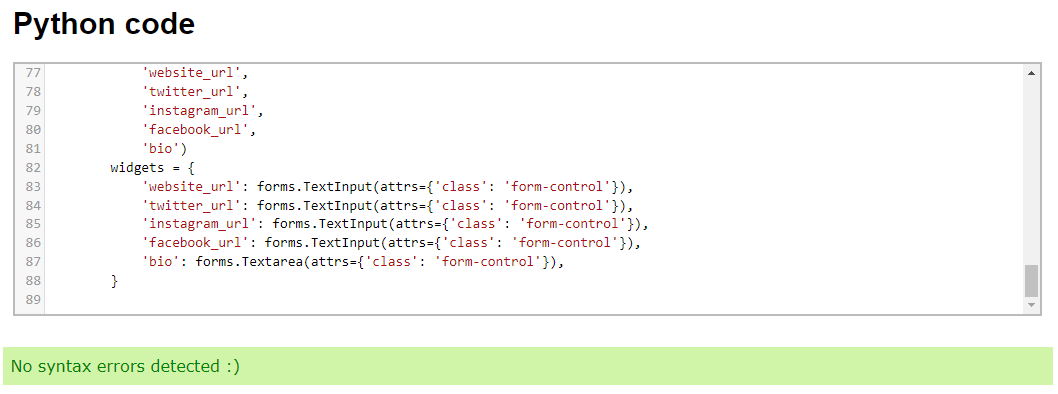 Python code
77 'website_url',
78 'twitter_url',
79 'instagram_url',
80 'facebook_url',
81 'bio')
82 widgets = {
83 'website_url': forms.TextInput(attrs={'class': 'form-control'}),
84 'twitter_url': forms.TextInput(attrs={'class': 'form-control'}),
85 'instagram_url': forms.TextInput(attrs={'class': 'form-control'}),
86 'facebook_url': forms.TextInput(attrs={'class': 'form-control'}),
87 'bio': forms.Textarea(attrs={'class': 'form-control'}),
88 }
89
No syntax errors detected :)